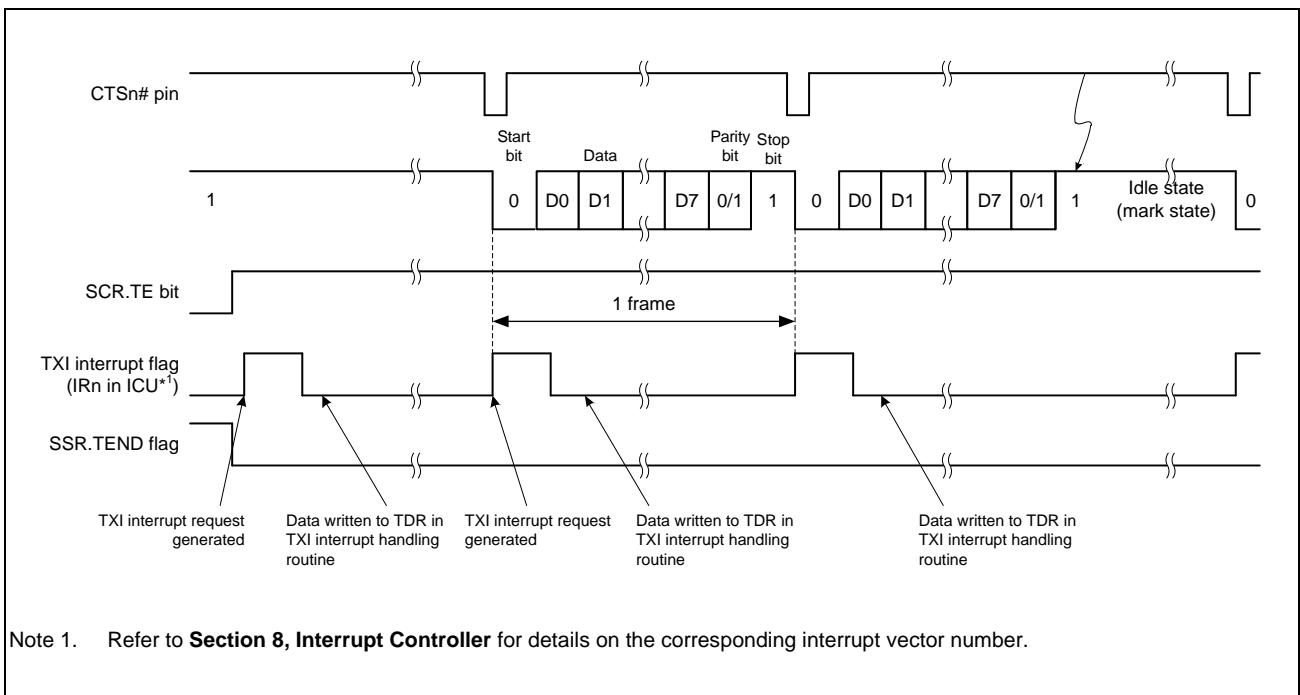 CTSn# pin
Start
bit
Data
Parity
bit
Stop
bit
1
0
D0
D1
D7
0/1
1
0
D0
D1
D7
0/1
1
Idle state
(mark state)
0
SCR.TE bit
1 frame
TXI interrupt flag
(IRn in ICU*1)
SSR.TEND flag
TXI interrupt request
generated
Data written to TDR in
TXI interrupt handling
routine
TXI interrupt request
generated
Data written to TDR in
TXI interrupt handling
routine
Data written to TDR in
TXI interrupt handling
routine
Note 1. Refer to Section 8, Interrupt Controller for details on the corresponding interrupt vector number.